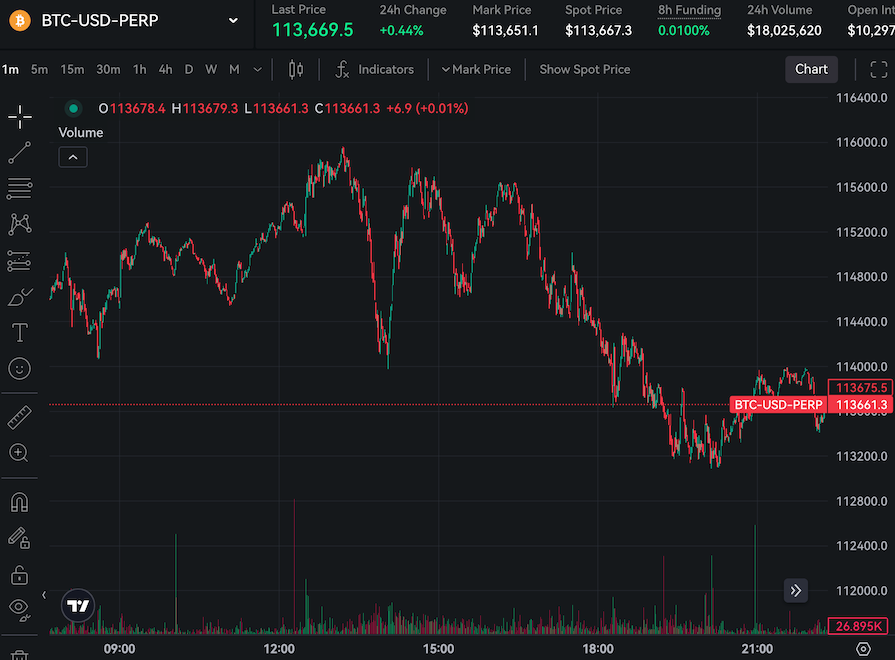 BTC-USD-PERP
Last Price
113,669.5
24h Change
+0.44%
Mark Price
$113,651.1
Spot Price
$113,667.3
8h Funding
0.0100%
24h Volume
$18,025,620
Open Int
$10,297
1m 5m 15m 30m 1h 4h D W M Indicators Mark Price Show Spot Price Chart
O113678.4 H113679.3 L113661.3 C113661.3 +6.9 (+0.01%)
Volume
116400.0
116000.0
115600.0
115200.0
114800.0
114400.0
114000.0
113675.5
BTC-USD-PERP 113661.3
113600.0
113200.0
112800.0
112400.0
112000.0
26.895K
09:00 12:00 15:00 18:00 21:00